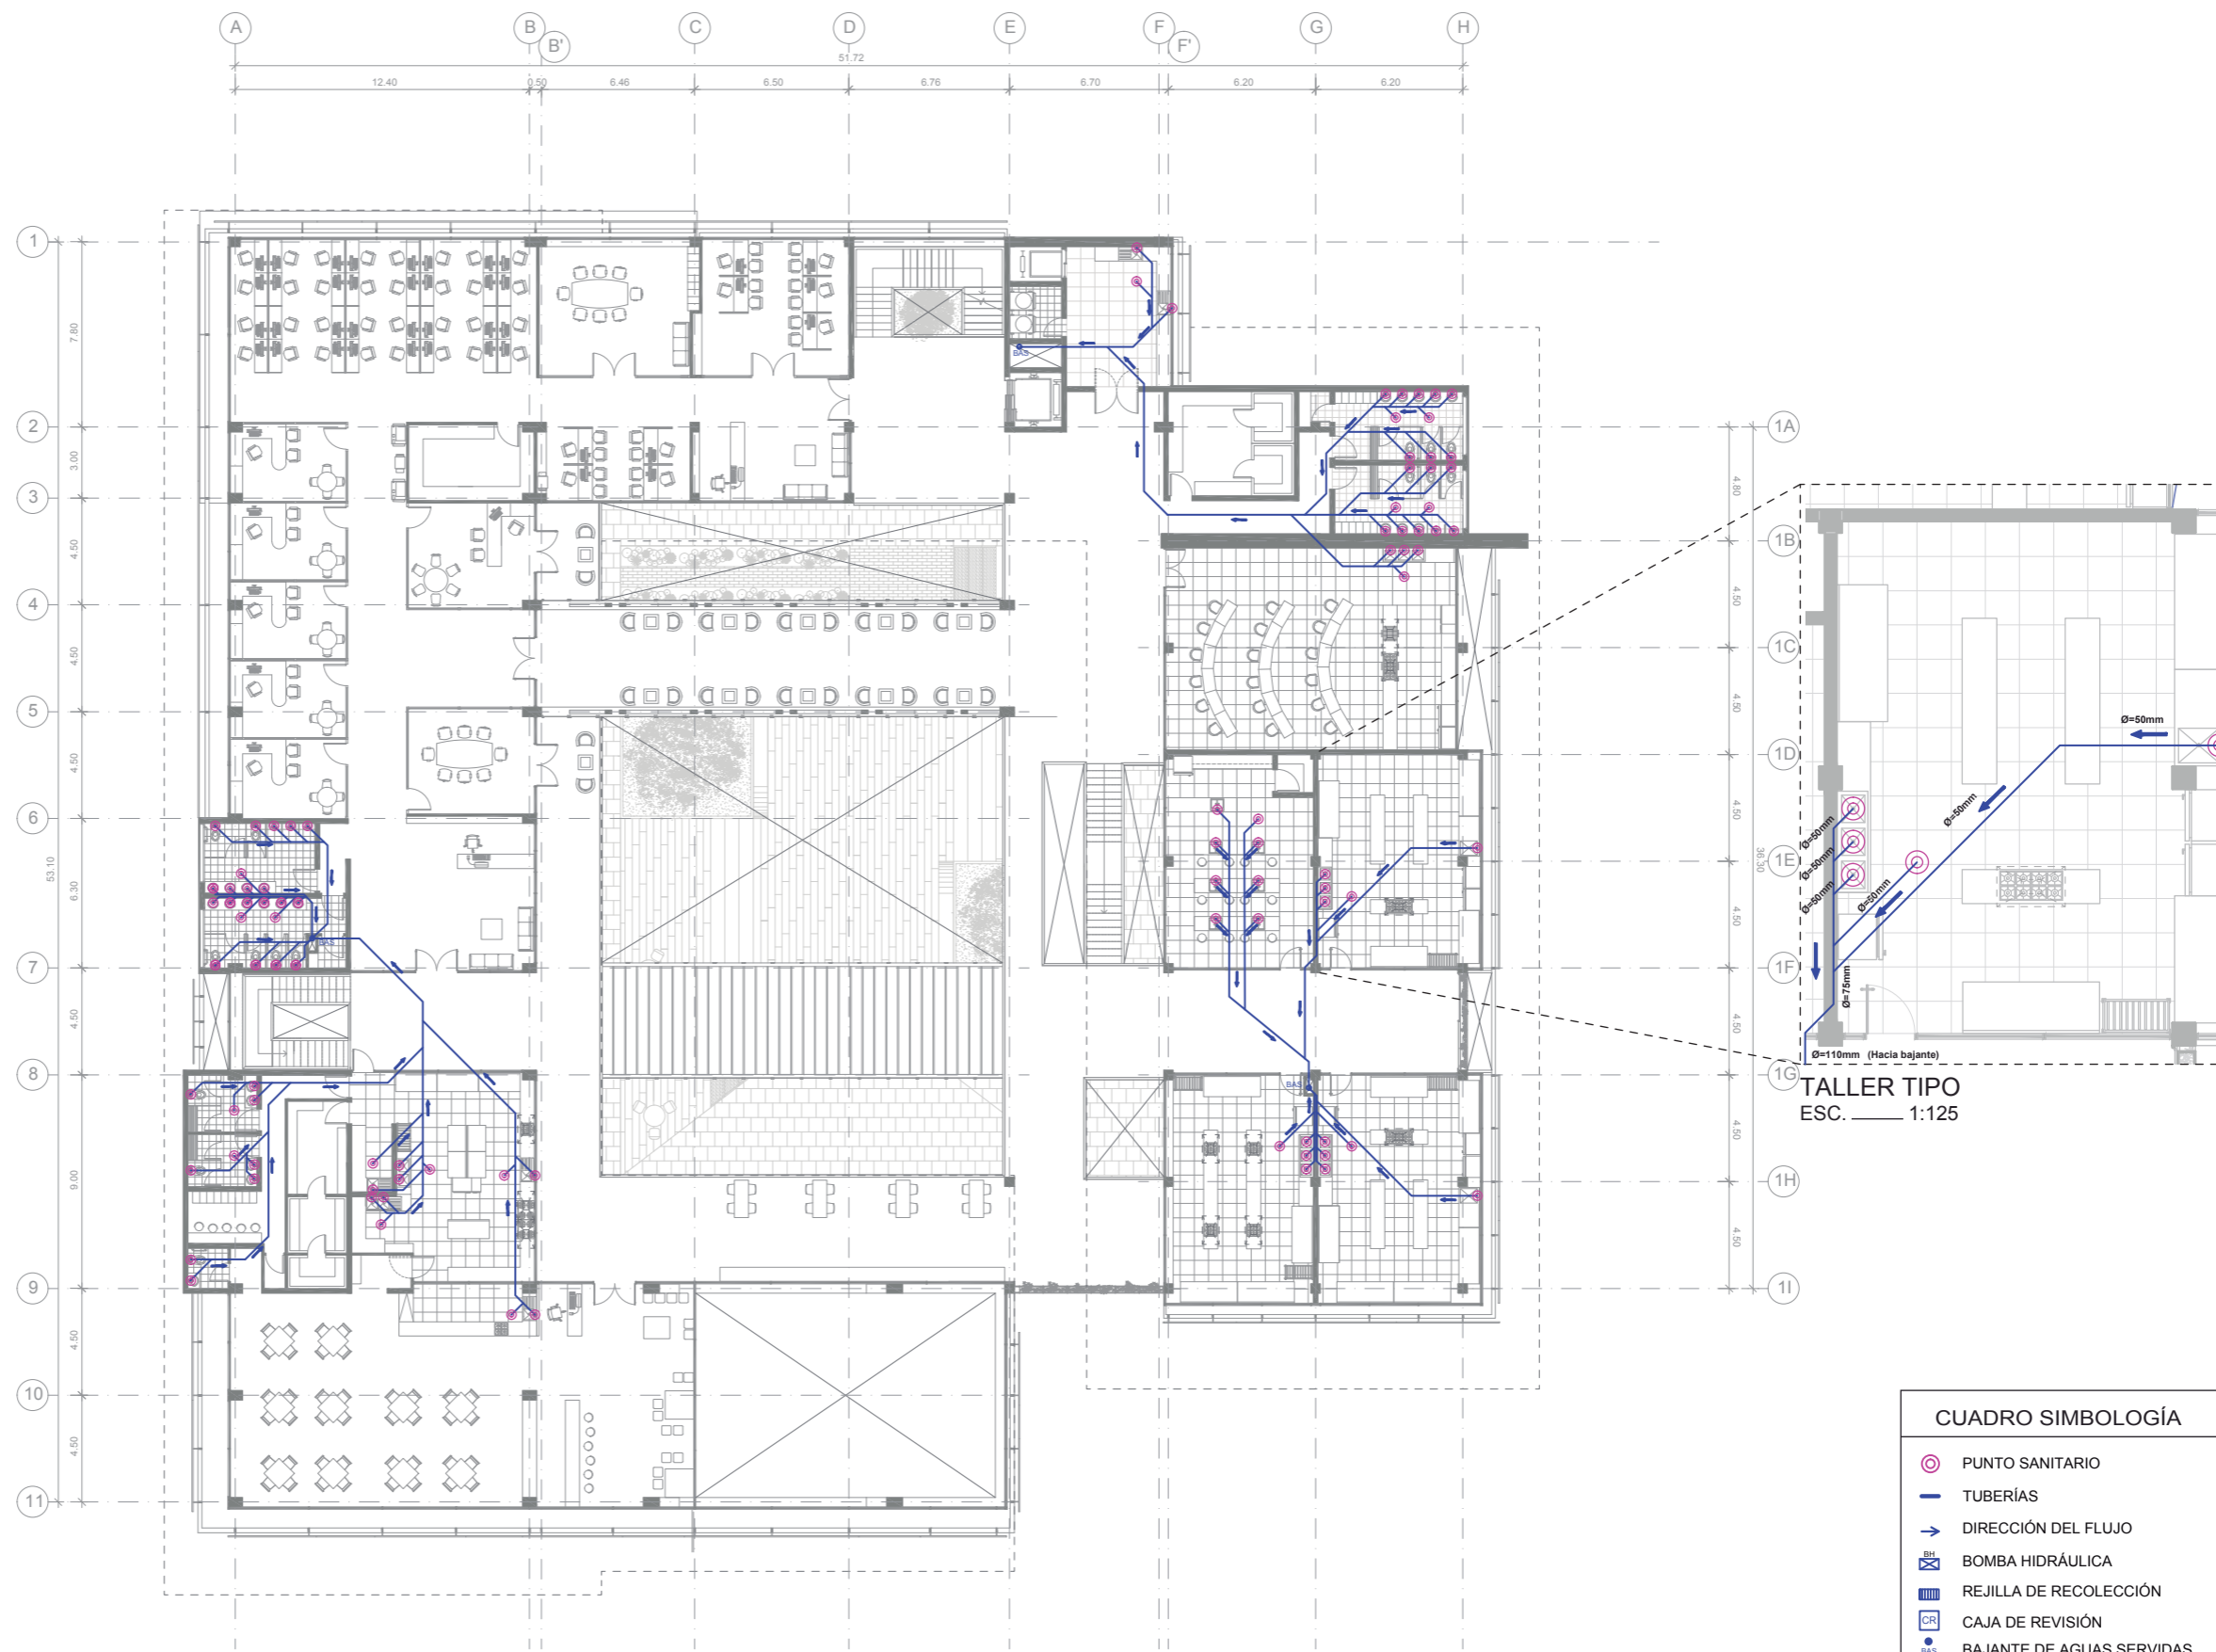 A B B' C D E F F' G H
51.72
12.40 0.50 6.46 6.50 6.76 6.70 6.20 6.20
1
2
3
4
5
6
7
8
9
10
11
7.80
3.00
4.50
4.50
4.50
4.50
6.30
4.50
9.00
4.50
4.50
53.10
BAS
BAS
BAS
1A
1B
1C
1D
1E
1F
1G
1H
1I
4.80
4.50
4.50
4.50
4.50
4.50
4.50
4.50
36.30
Ø=50mm
Ø=50mm
Ø=50mm
Ø=50mm
Ø=50mm
Ø=50mm
Ø=75mm
Ø=110mm (Hacia bajante)
TALLER TIPO
ESC. 1:125
CUADRO SIMBOLOGÍA
PUNTO SANITARIO
TUBERÍAS
DIRECCIÓN DEL FLUJO
BH BOMBA HIDRÁULICA
REJILLA DE RECOLECCIÓN
CR CAJA DE REVISIÓN
BAS BAJANTE DE AGUAS SERVIDAS